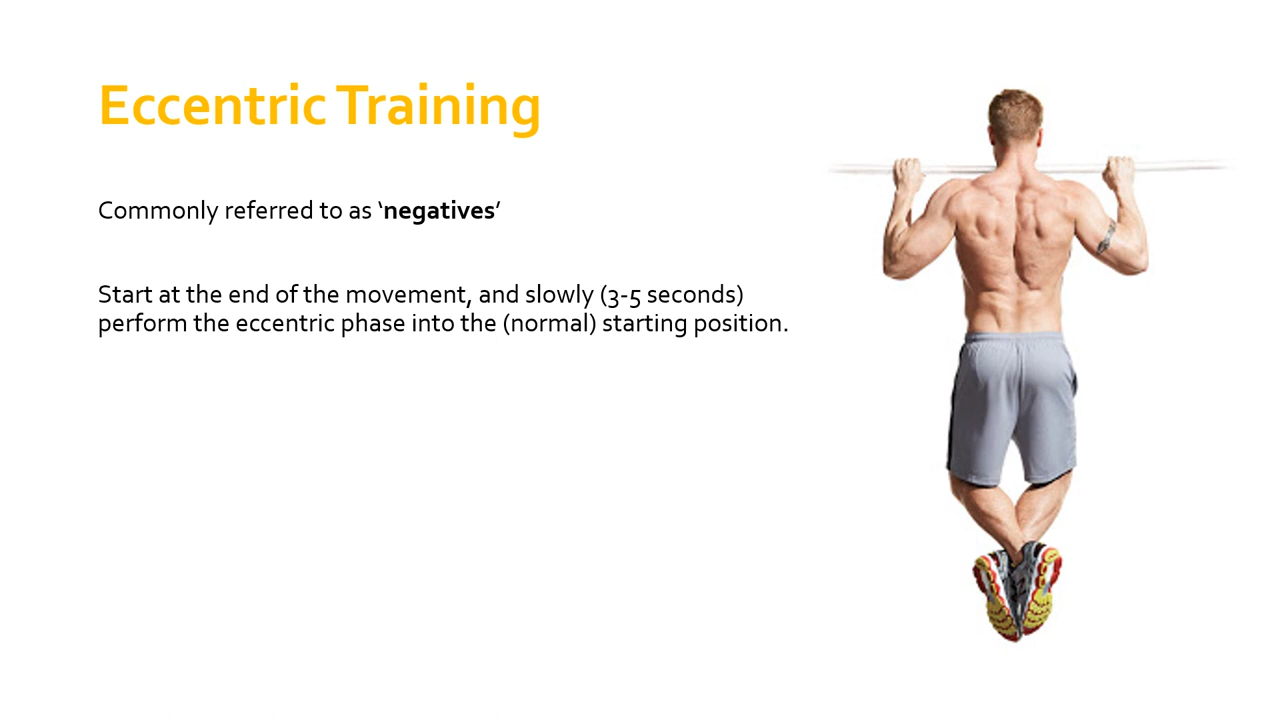 Eccentric Training
Commonly referred to as ‘negatives’
Start at the end of the movement, and slowly (3-5 seconds)
perform the eccentric phase into the (normal) starting position.